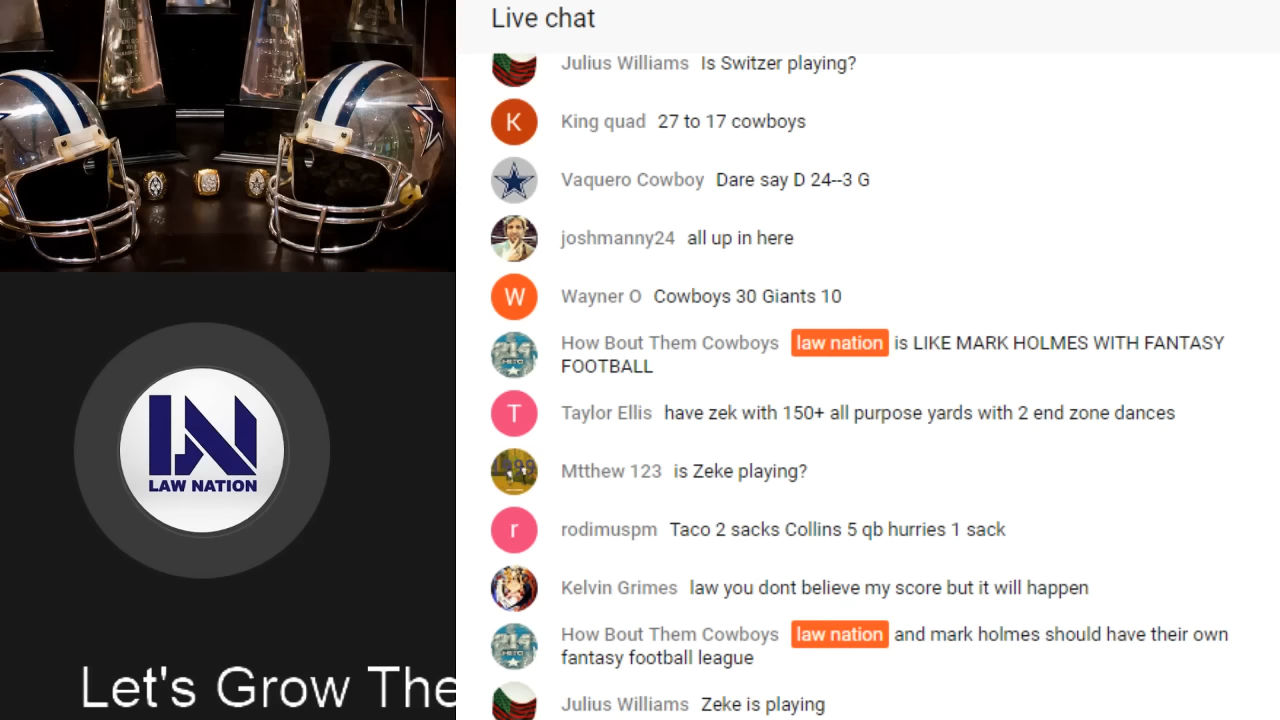 Live chat
Julius Williams Is Switzer playing?
K King quad 27 to 17 cowboys
Vaquero Cowboy Dare say D 24--3 G
joshmanny24 all up in here
W Wayner O Cowboys 30 Giants 10
How Bout Them Cowboys law nation is LIKE MARK HOLMES WITH FANTASY
FOOTBALL
T Taylor Ellis have zek with 150+ all purpose yards with 2 end zone dances
Mtthew 123 is Zeke playing?
r rodimuspm Taco 2 sacks Collins 5 qb hurries 1 sack
Kelvin Grimes law you dont believe my score but it will happen
How Bout Them Cowboys law nation and mark holmes should have their own
fantasy football league
Julius Williams Zeke is playing
LN
LAW NATION
Let's Grow The